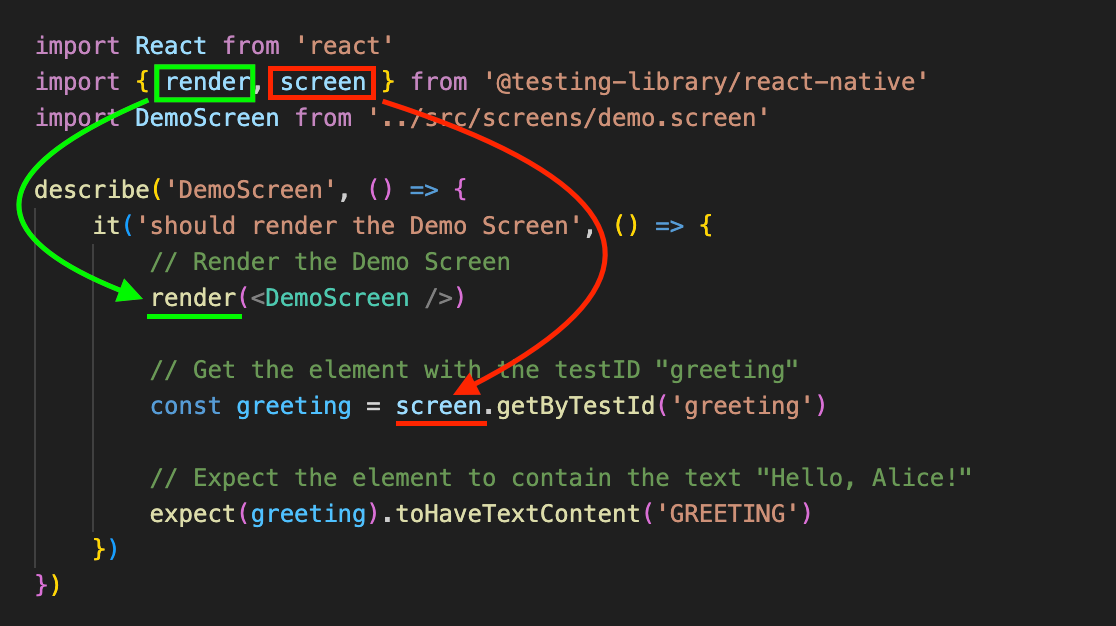 import React from 'react'
import { render, screen } from '@testing-library/react-native'
import DemoScreen from '../src/screens/demo.screen'
describe('DemoScreen', () => {
it('should render the Demo Screen', () => {
// Render the Demo Screen
render(<DemoScreen />)
// Get the element with the testID "greeting"
const greeting = screen.getByTestId('greeting')
// Expect the element to contain the text "Hello, Alice!"
expect(greeting).toHaveTextContent('GREETING')
})
})